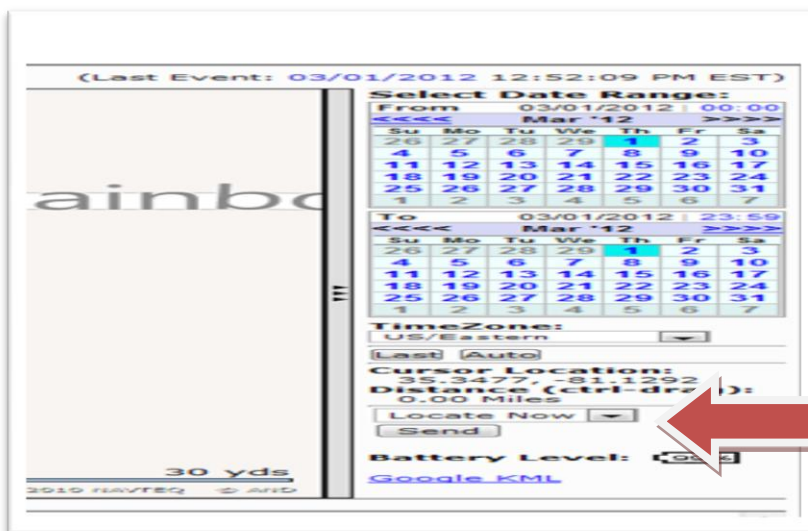 (Last Event: 03/01/2012 12:52:09 PM EST)
Select Date Range:
From 03/01/2012 | 00:00
<<<< Mar '12 >>>>
Su Mo Tu We Th Fr Sa
26 27 28 29 1 2 3
4 5 6 7 8 9 10
11 12 13 14 15 16 17
18 19 20 21 22 23 24
25 26 27 28 29 30 31
1 2 3 4 5 6 7
ainbo
To 03/01/2012 | 23:59
<<<< Mar '12 >>>>
Su Mo Tu We Th Fr Sa
26 27 28 29 1 2 3
4 5 6 7 8 9 10
11 12 13 14 15 16 17
18 19 20 21 22 23 24
25 26 27 28 29 30 31
1 2 3 4 5 6 7
TimeZone:
US/Eastern
Last Auto
Cursor Location:
35.3477, -81.1292
Distance (ctrl-drag):
0.00 Miles
Locate Now
Send
Battery Level:
Google KML
30 yds
2010 NAVTEQ © AND